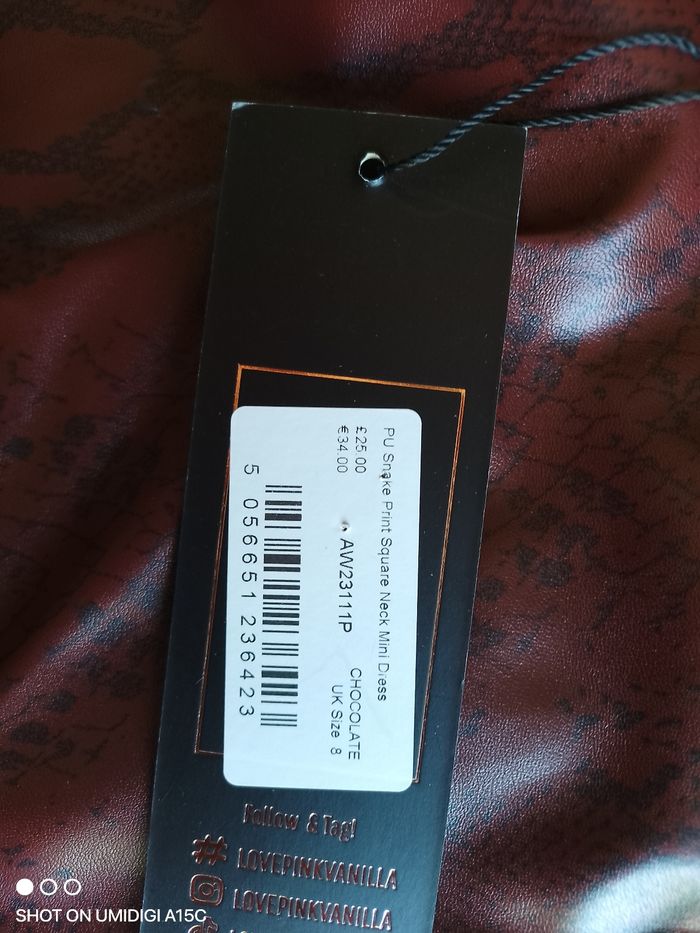 PU Snake Print Square Neck Mini Dress
£25.00
CHOCOLATE
€34.00
AW23111P
UK Size 8
5 056651 236423
Follow & Tag!
# LOVEPINKVANILLA
LOVEPINKVANILLA
SHOT ON UMIDIGI A15C